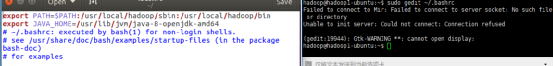 export PATH=$PATH:/usr/local/hadoop/sbin:/usr/local/hadoop/bin
export JAVA_HOME=/usr/lib/jvm/java-8-openjdk-amd64
# ~/.bashrc: executed by bash(1) for non-login shells.
# see /usr/share/doc/bash/examples/startup-files (in the package
bash-doc)
# for examples
hadoop@hadoopl-ubuntu:~$ sudo gedit ~/.bashrc
Failed to connect to Mir: Failed to connect to server socket: No such file
or directory
Unable to init server: Could not connect: Connection refused
(gedit:19944): Gtk-WARNING **: cannot open display:
hadoop@hadoopl-ubuntu:~$